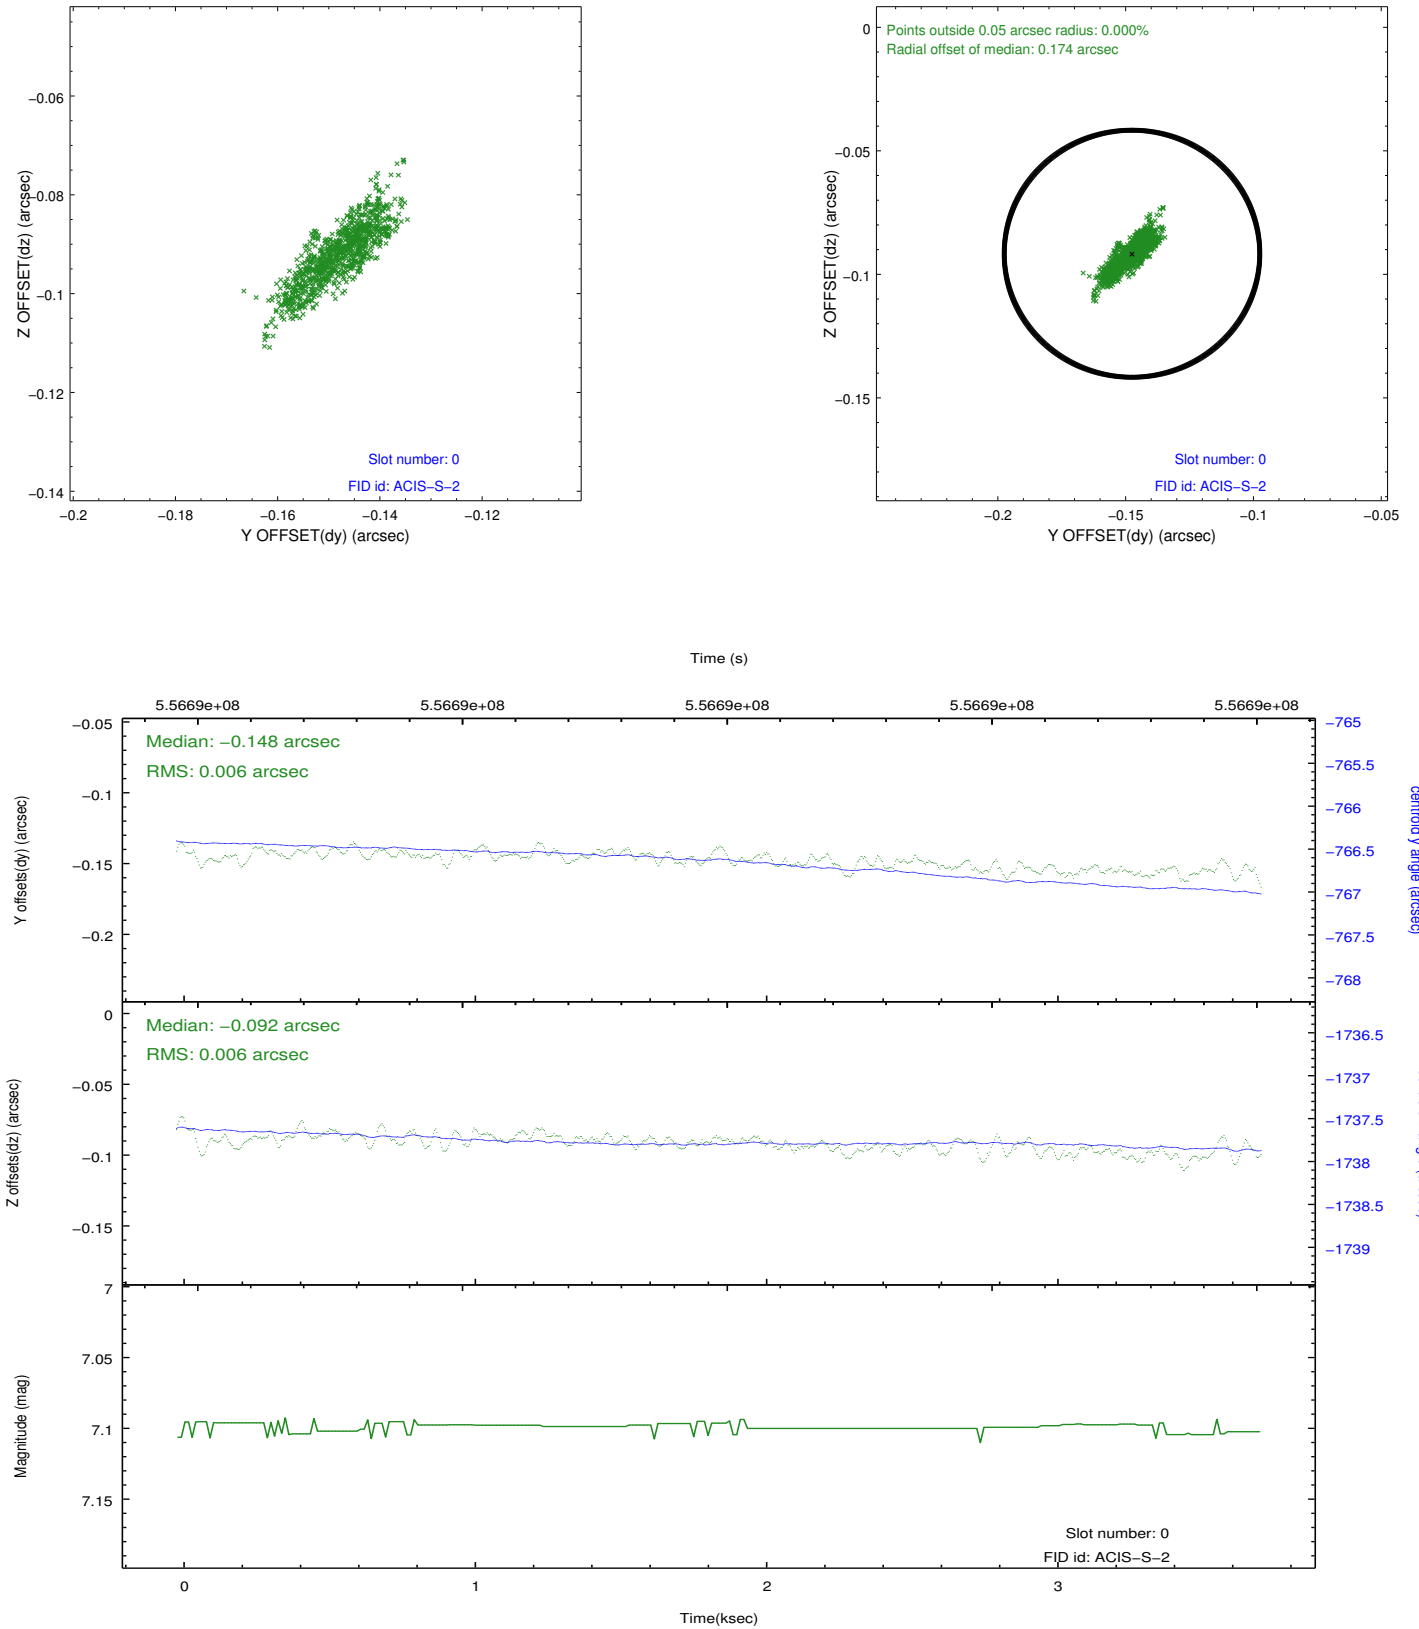 −0.06
−0.08
−0.1
−0.12
−0.14
Z OFFSET(dz) (arcsec)
Slot number: 0
FID id: ACIS−S−2
−0.2
−0.18
−0.16
−0.14
−0.12
Y OFFSET(dy) (arcsec)
Points outside 0.05 arcsec radius: 0.000%
Radial offset of median: 0.174 arcsec
0
−0.05
−0.1
−0.15
Z OFFSET(dz) (arcsec)
Slot number: 0
FID id: ACIS−S−2
−0.2
−0.15
−0.1
−0.05
Y OFFSET(dy) (arcsec)
Time (s)
5.5669e+08
5.5669e+08
5.5669e+08
5.5669e+08
5.5669e+08
Median: −0.148 arcsec
RMS: 0.006 arcsec
−0.05
−0.1
−0.15
−0.2
Y offsets(dy) (arcsec)
−765
−765.5
−766
−766.5
−767
−767.5
−768
centroid y angle (arcsec)
Median: −0.092 arcsec
RMS: 0.006 arcsec
0
−0.05
−0.1
−0.15
Z offsets(dz) (arcsec)
−1736.5
−1737
−1737.5
−1738
−1738.5
−1739
7
7.05
7.1
7.15
Magnitude (mag)
Slot number: 0
FID id: ACIS−S−2
0
1
2
3
Time(ksec)